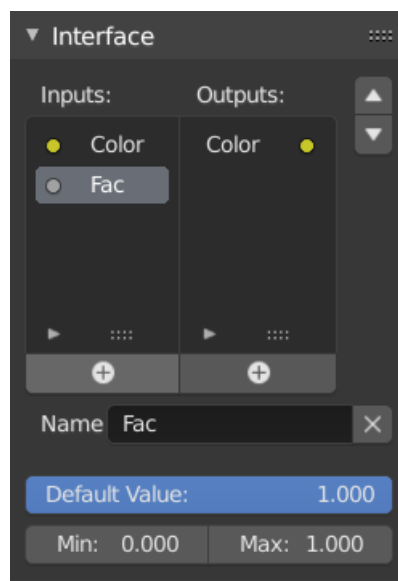 Interface
Inputs: Outputs:
Color Color
Fac
Name Fac
Default Value: 1.000
Min: 0.000 Max: 1.000